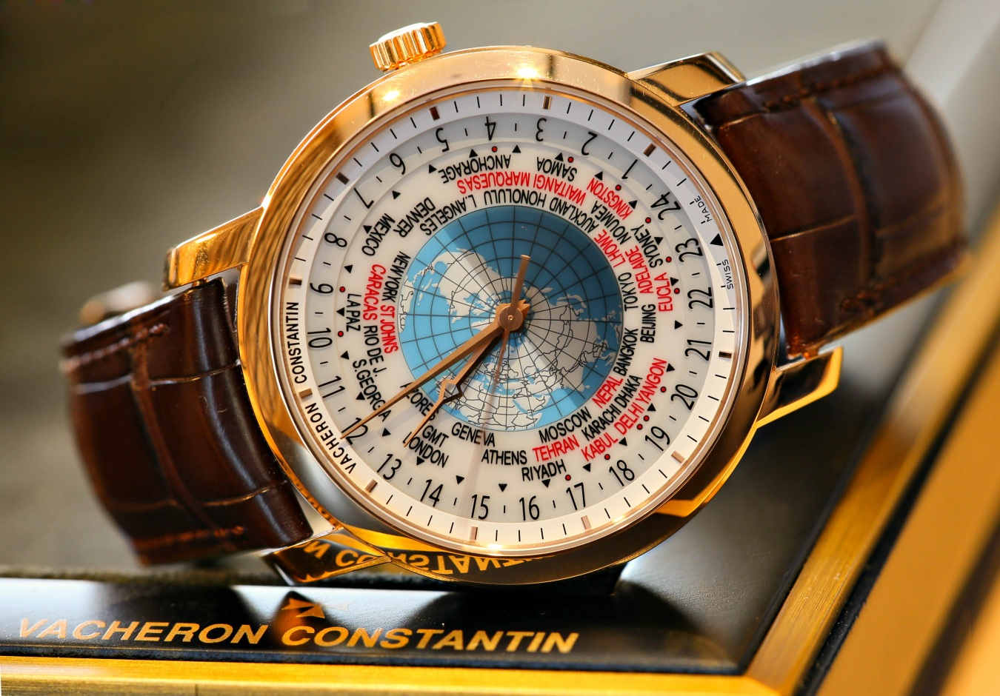 VACHERON CONSTANTIN
SWISS MADE
1
2
3
4
5
6
7
8
9
10
11
12
13
14
15
16
17
18
19
20
21
22
23
24
SAMOA
ANCHORAGE
WAITANGI MARQUESAS
AUCKLAND HONOLULU L. ANGELES
DENVER
MEXICO
NEW YORK ST JOHNS
CARACAS RIO DE J.
LA PAZ
S.GEORGIA
AZORES
GMT
LONDON
GENEVA
ATHENS
MOSCOW
TEHRAN
RIYADH
KARACHI DHAKA
KABUL DELHI YANGON
NEPAL BANGKOK
BEIJING
TOKYO
EUCLA
ADELAIDE
SYDNEY
L.HOWE
NOUMEA
KINGSTON
N CONSTANTIN
VACHERON CONSTANTIN